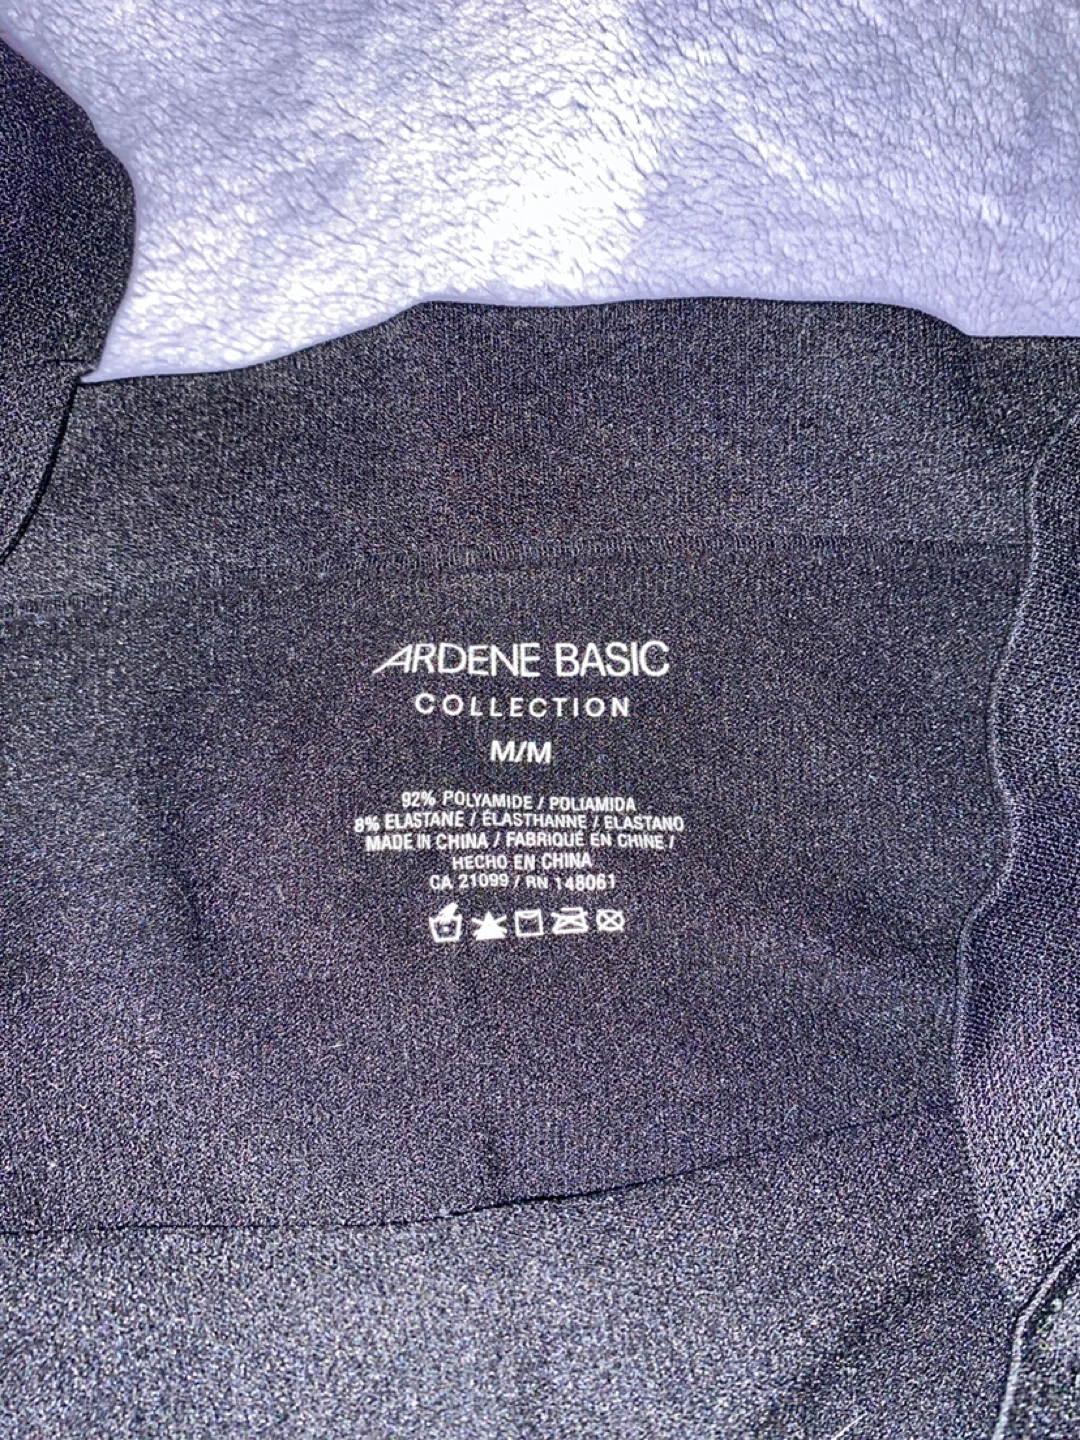 ARDENE BASIC
COLLECTION
M/M
92% POLYAMIDE / POLIAMIDA
8% ELASTANE / ÉLASTHANNE / ELASTANO
MADE IN CHINA / FABRIQUÉ EN CHINE /
HECHO EN CHINA
CA 21099 / RN 148061